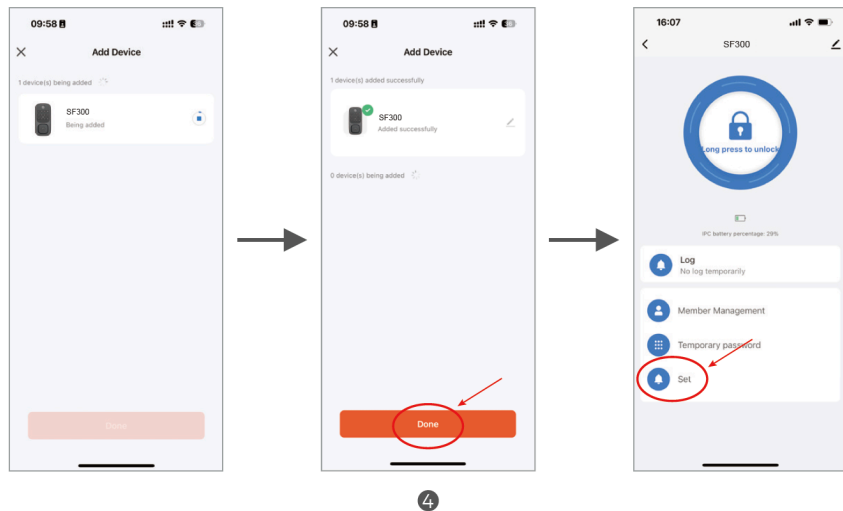 09:58
Add Device
1 device(s) being added
SF300
Being added
Done
09:58
Add Device
1 device(s) added successfully
SF300
Added successfully
0 device(s) being added
Done
16:07
SF300
Long press to unlock
IPC battery percentage: 29%
Log
No log temporarily
Member Management
Temporary password
Set
4